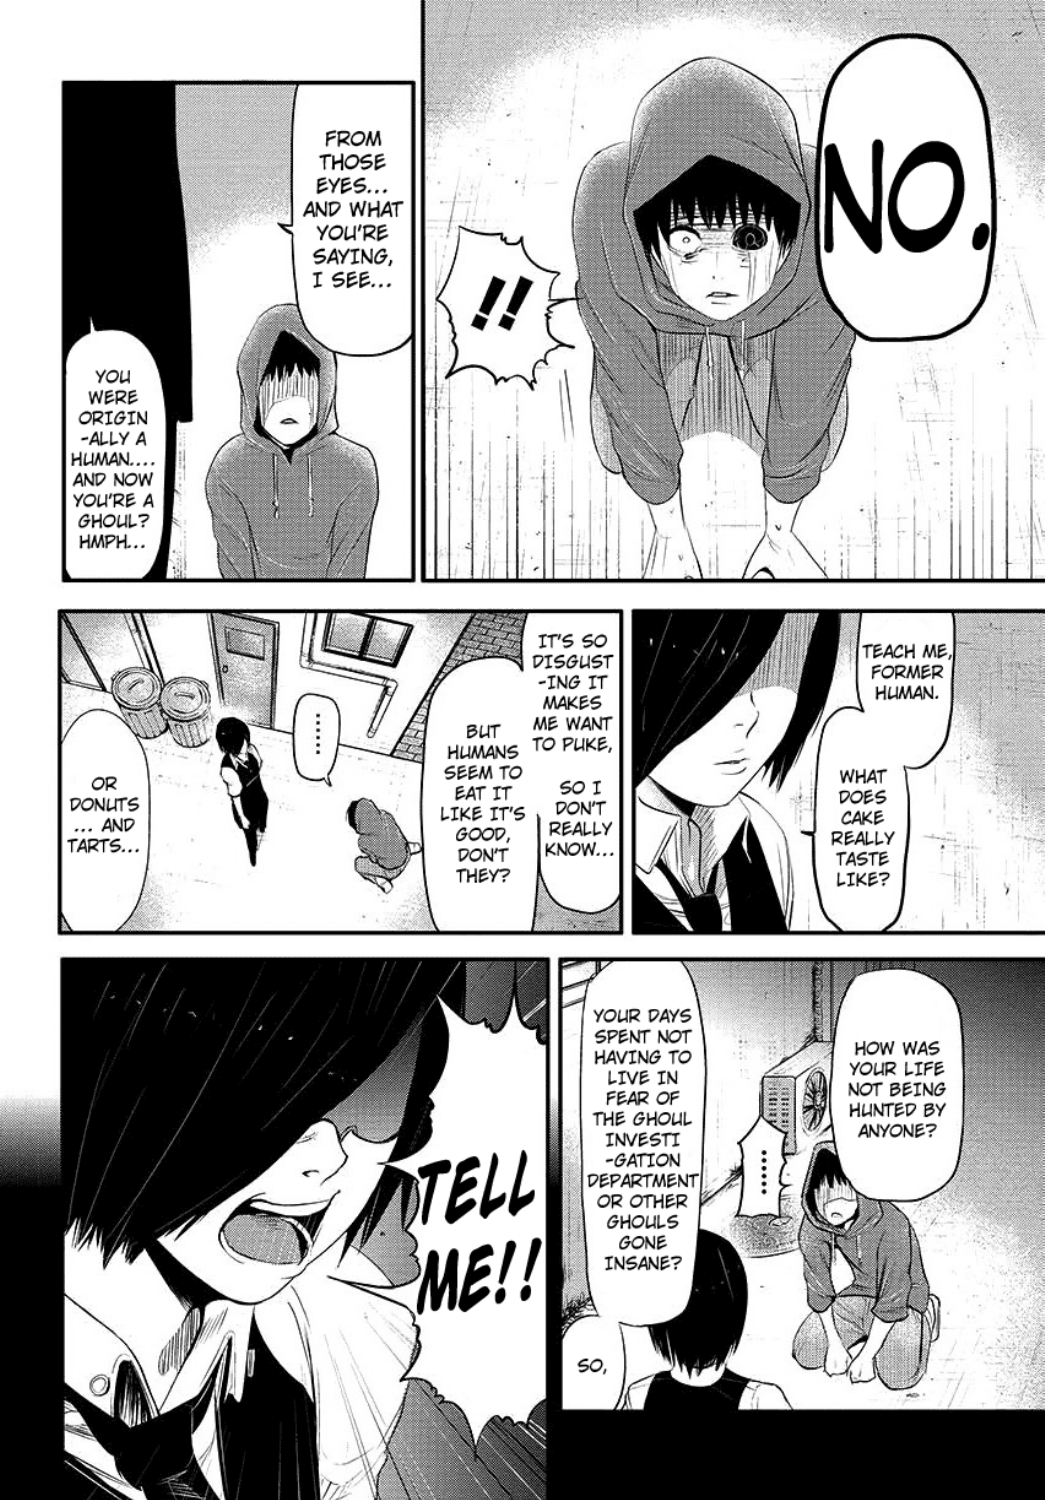 NO.
!!
FROM
THOSE
EYES...
AND WHAT
YOU'RE
SAYING,
I SEE...
YOU
WERE
ORIGIN
-ALLY A
HUMAN....
AND NOW
YOU'RE A
GHOUL?
HMPH...
TEACH ME,
FORMER
HUMAN.
WHAT
DOES
CAKE
REALLY
TASTE
LIKE?
IT'S SO
DISGUST
-ING IT
MAKES
ME WANT
TO PUKE,
SO I
DON'T
REALLY
KNOW...
BUT
HUMANS
SEEM TO
EAT IT
LIKE IT'S
GOOD,
DON'T
THEY?
......
OR
DONUTS
... AND
TARTS...
HOW WAS
YOUR LIFE
NOT BEING
HUNTED BY
ANYONE?
......
YOUR DAYS
SPENT NOT
HAVING TO
LIVE IN
FEAR OF
THE GHOUL
INVESTI
-GATION
DEPARTMENT
OR OTHER
GHOULS
GONE
INSANE?
SO,
TELL
ME!!